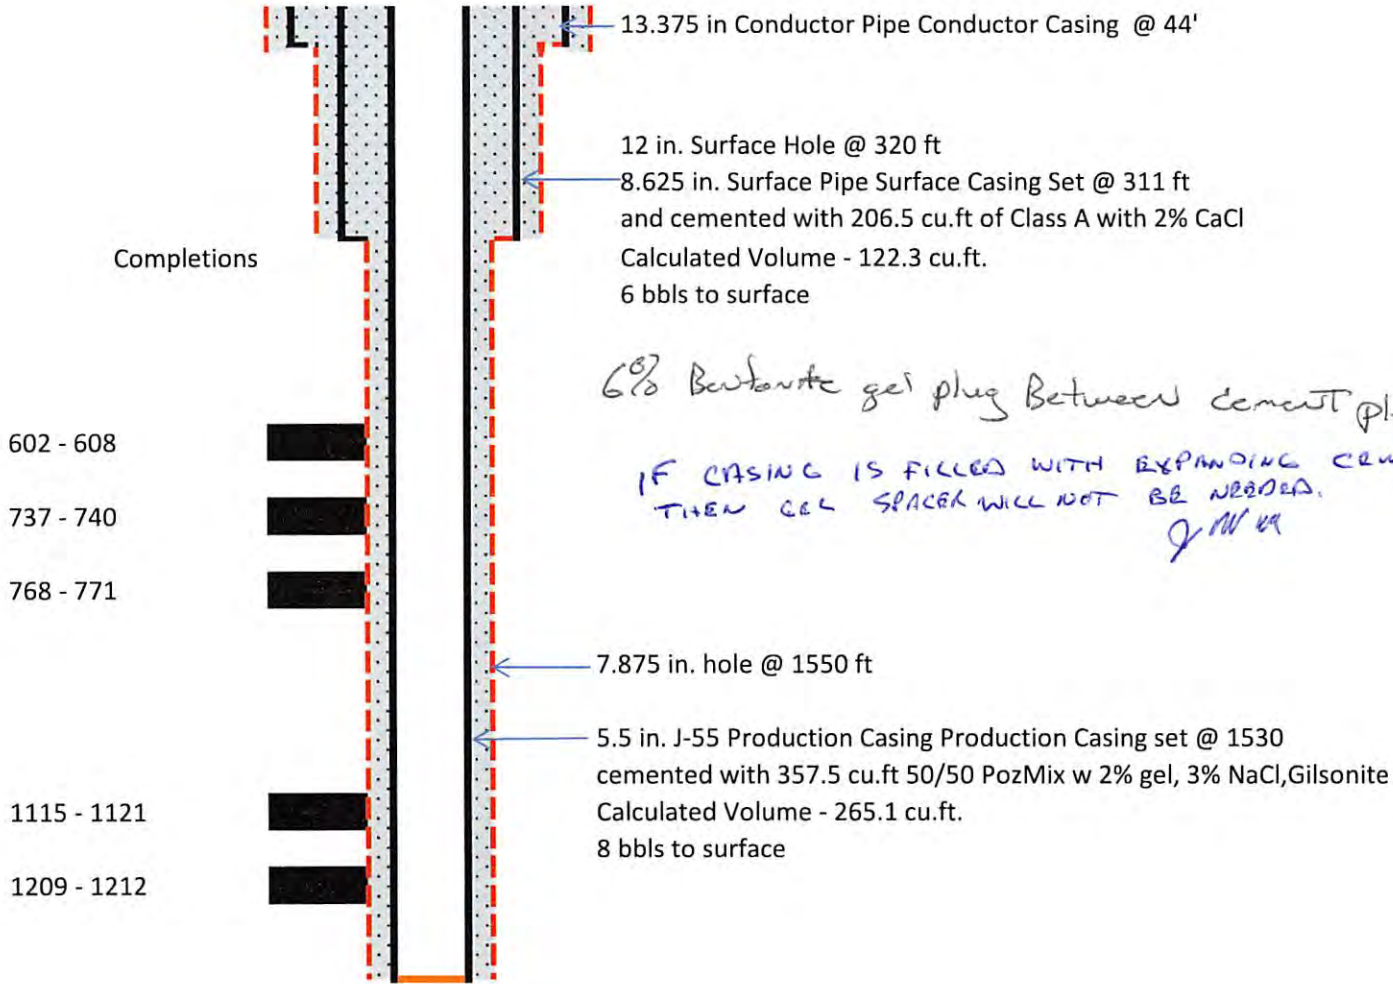 13.375 in Conductor Pipe Conductor Casing @ 44'
12 in. Surface Hole @ 320 ft
8.625 in. Surface Pipe Surface Casing Set @ 311 ft
and cemented with 206.5 cu.ft of Class A with 2% CaCl
Calculated Volume - 122.3 cu.ft.
6 bbls to surface
Completions
6% Bentonite gel plug Between cement
602 - 608
IF CASING IS FILLED WITH EXPANDING
THEN GEL SPACER WILL NOT BE NEEDED.
737 - 740
768 - 771
7.875 in. hole @ 1550 ft
5.5 in. J-55 Production Casing Production Casing set @ 1530
cemented with 357.5 cu.ft 50/50 PozMix w 2% gel, 3% NaCl,Gilsonite
Calculated Volume - 265.1 cu.ft.
8 bbls to surface
1115 - 1121
1209 - 1212